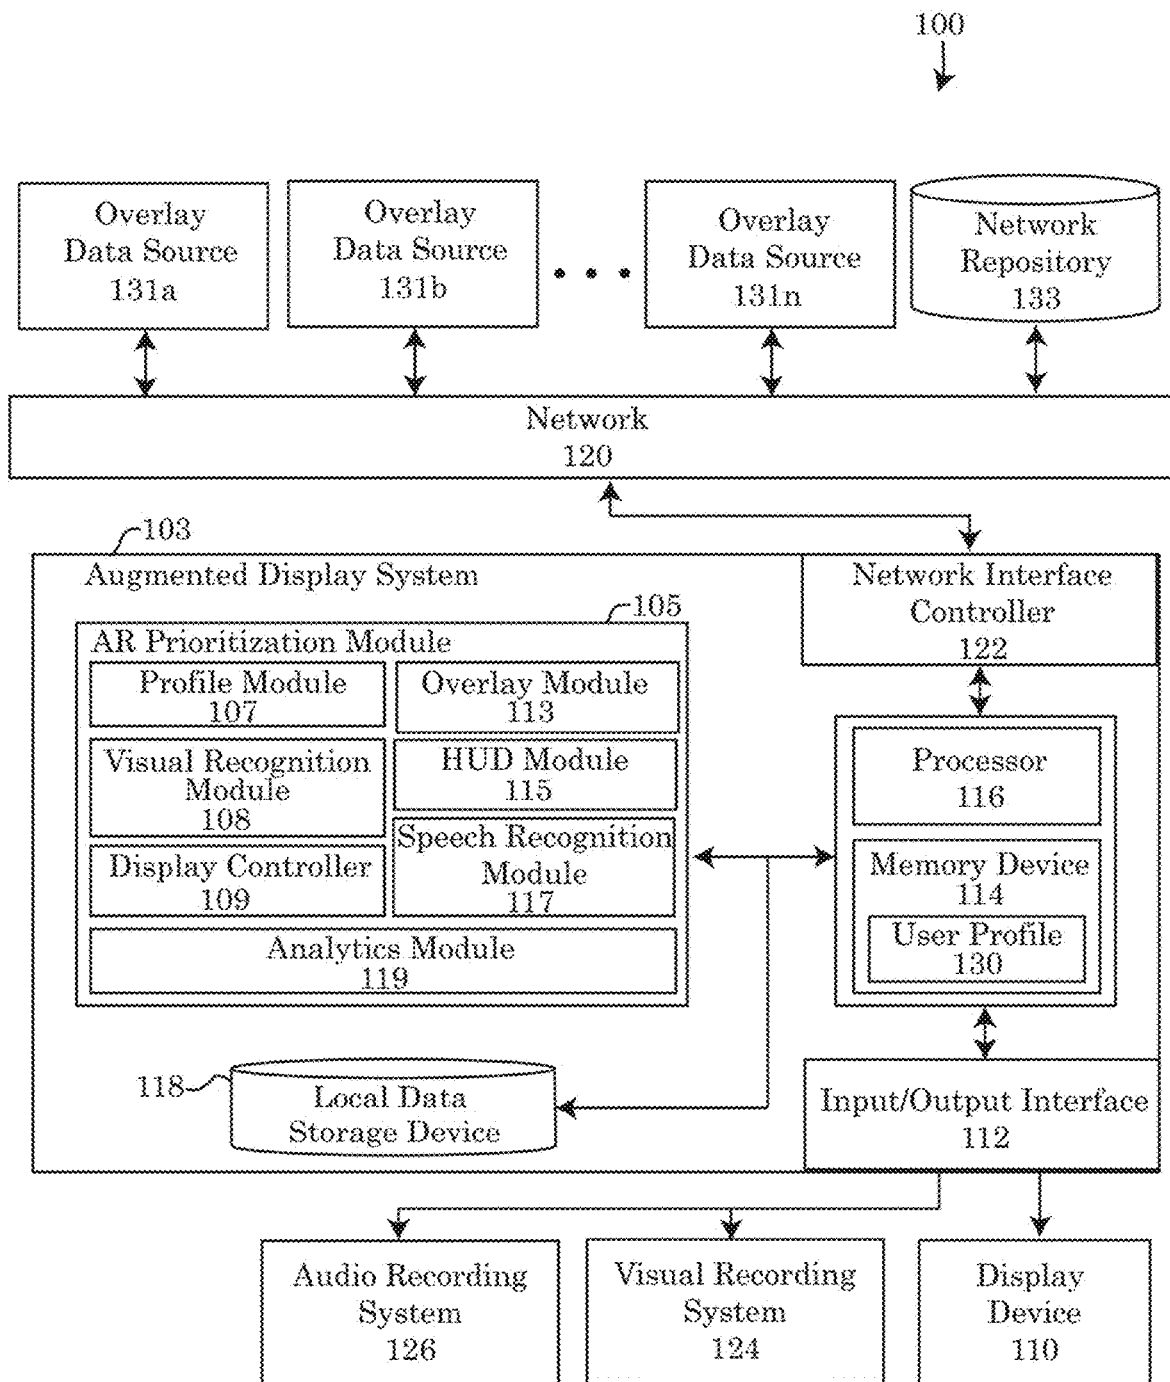 100
Overlay
Data Source
131a
Overlay
Data Source
131b
Overlay
Data Source
131n
Network
Repository
133
Network
120
103
Augmented Display System
Network Interface
Controller
122
105
AR Prioritization Module
Profile Module
107
Overlay Module
113
Visual Recognition
Module
108
HUD Module
115
Display Controller
109
Speech Recognition
Module
117
Analytics Module
119
Processor
116
Memory Device
114
User Profile
130
118
Local Data
Storage Device
Input/Output Interface
112
Audio Recording
System
126
Visual Recording
System
124
Display
Device
110